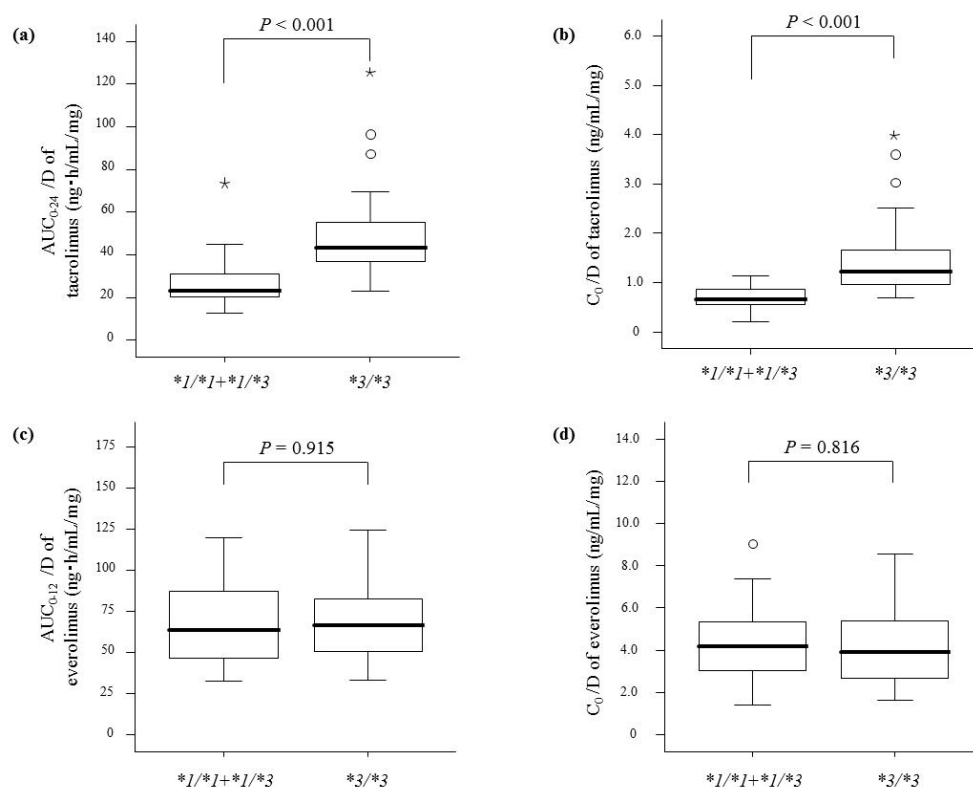 (a)
P < 0.001
AUC0-24 /D of
tacrolimus (ng·h/mL/mg)
140
120
100
80
60
40
20
0
*1/*1+*1/*3
*3/*3
(b)
P < 0.001
C0 /D of tacrolimus (ng/mL/mg)
6.0
5.0
4.0
3.0
2.0
1.0
0
*1/*1+*1/*3
*3/*3
(c)
P = 0.915
AUC0-12 /D of
everolimus (ng·h/mL/mg)
175
150
125
100
75
50
25
0
*1/*1+*1/*3
*3/*3
(d)
P = 0.816
C0 /D of everolimus (ng/mL/mg)
14.0
12.0
10.0
8.0
6.0
4.0
2.0
0
*1/*1+*1/*3
*3/*3